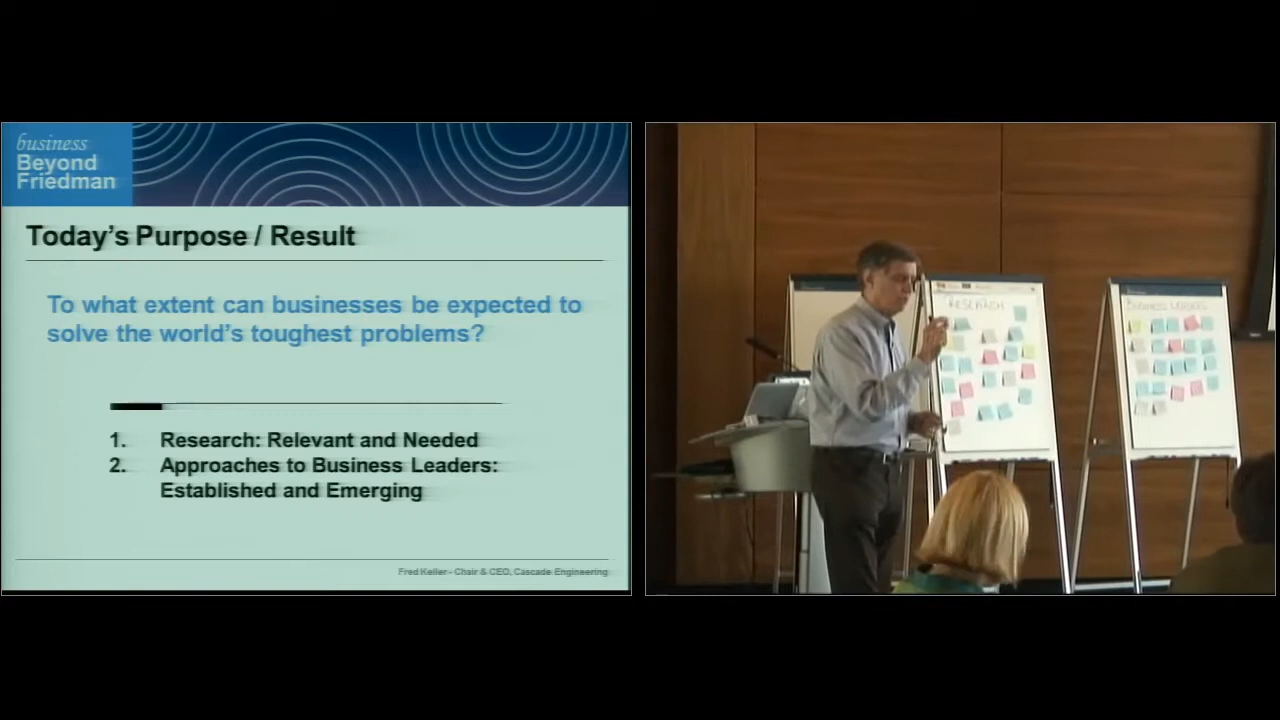 business
Beyond
Friedman
Today's Purpose / Result
To what extent can businesses be expected to
solve the world's toughest problems?
1. Research: Relevant and Needed
2. Approaches to Business Leaders:
Established and Emerging
Fred Keller - Chair & CEO, Cascade Engineering
RESEARCH
BUSINESS LEADERS